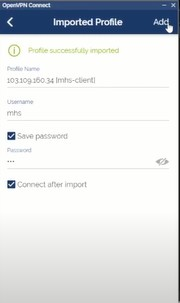 OpenVPN Connect
Imported Profile
Add
Profile successfully imported
Profile Name
103.109.160.34 [mhs-client]
Username
mhs
Save password
Password
•••
Connect after import